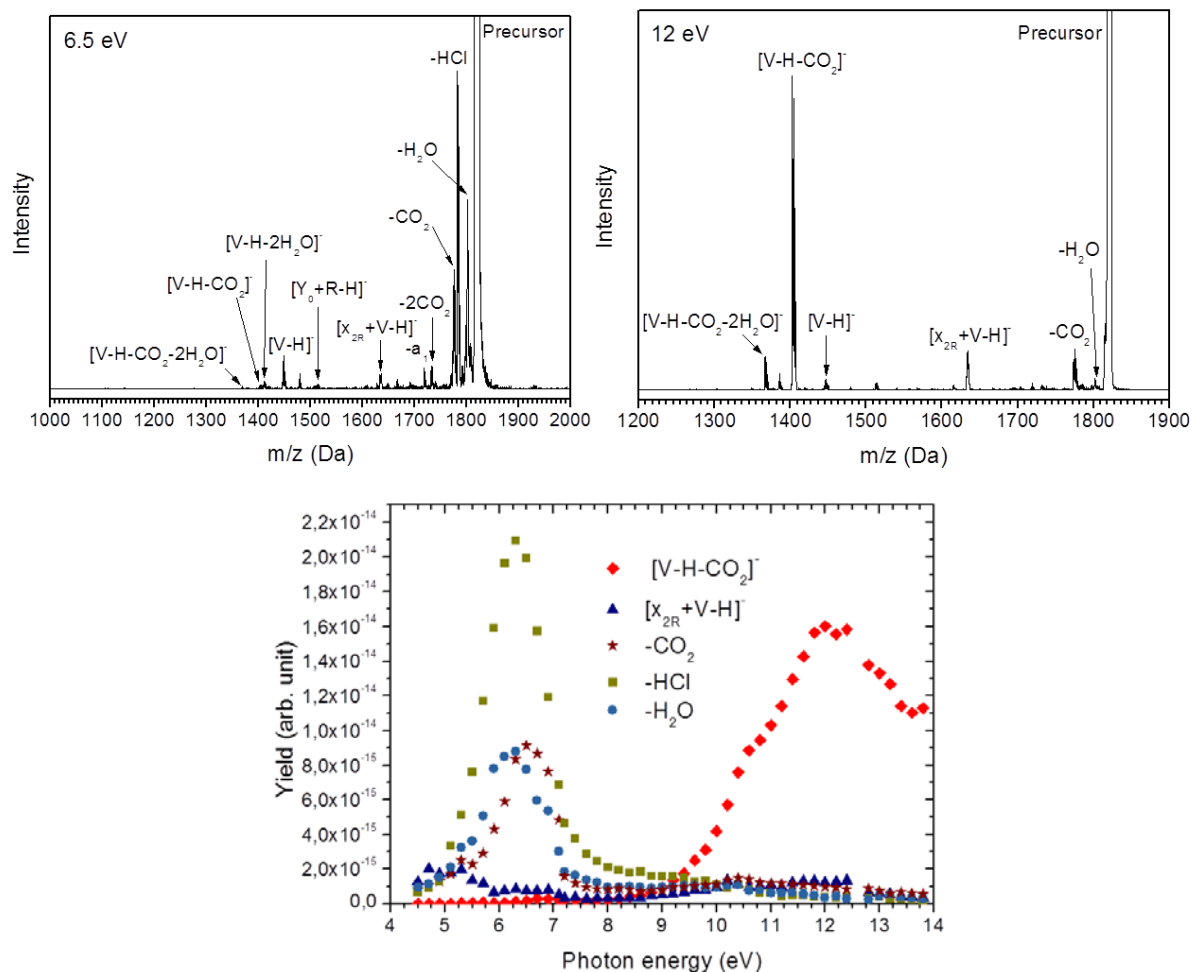 6.5 eV
Precursor
-HCl
-H₂O
-CO₂
[V-H-2H₂O]⁻
[V-H-CO₂]⁻
[Y₀+R-H]⁻
-2CO₂
[V-H]⁻
[x₂R+V-H]⁻
[V-H-CO₂-2H₂O]⁻
-a₁
Intensity
1000 1100 1200 1300 1400 1500 1600 1700 1800 1900 2000
m/z (Da)
12 eV
Precursor
[V-H-CO₂]⁻
-H₂O
[V-H-CO₂-2H₂O]⁻
[V-H]⁻
[x₂R+V-H]⁻
-CO₂
Intensity
1200 1300 1400 1500 1600 1700 1800 1900
m/z (Da)
2,2x10⁻¹⁴
2,0x10⁻¹⁴
1,8x10⁻¹⁴
1,6x10⁻¹⁴
1,4x10⁻¹⁴
1,2x10⁻¹⁴
1,0x10⁻¹⁴
8,0x10⁻¹⁵
6,0x10⁻¹⁵
4,0x10⁻¹⁵
2,0x10⁻¹⁵
0,0
Yield (arb. unit)
[V-H-CO₂]⁻
[x₂R+V-H]⁻
-CO₂
-HCl
-H₂O
4 5 6 7 8 9 10 11 12 13 14
Photon energy (eV)